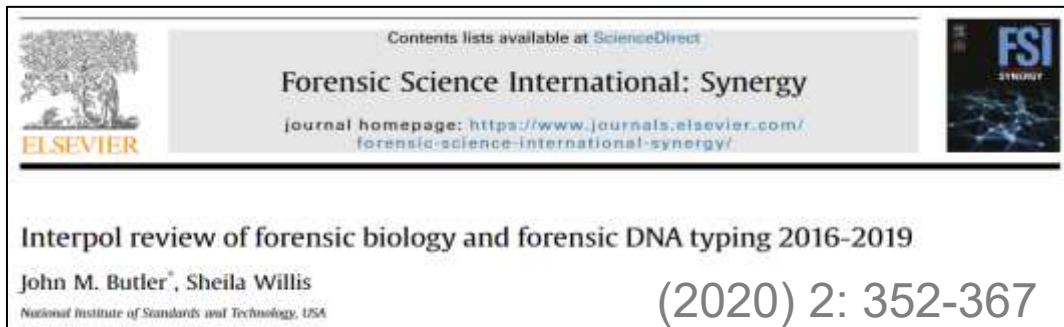 Contents lists available at ScienceDirect
Forensic Science International: Synergy
journal homepage: https://www.journals.elsevier.com/
forensic-science-international-synergy/
ELSEVIER
FSI
SYNERGY
Interpol review of forensic biology and forensic DNA typing 2016-2019
John M. Butler*, Sheila Willis
National Institute of Standards and Technology, USA
(2020) 2: 352-367